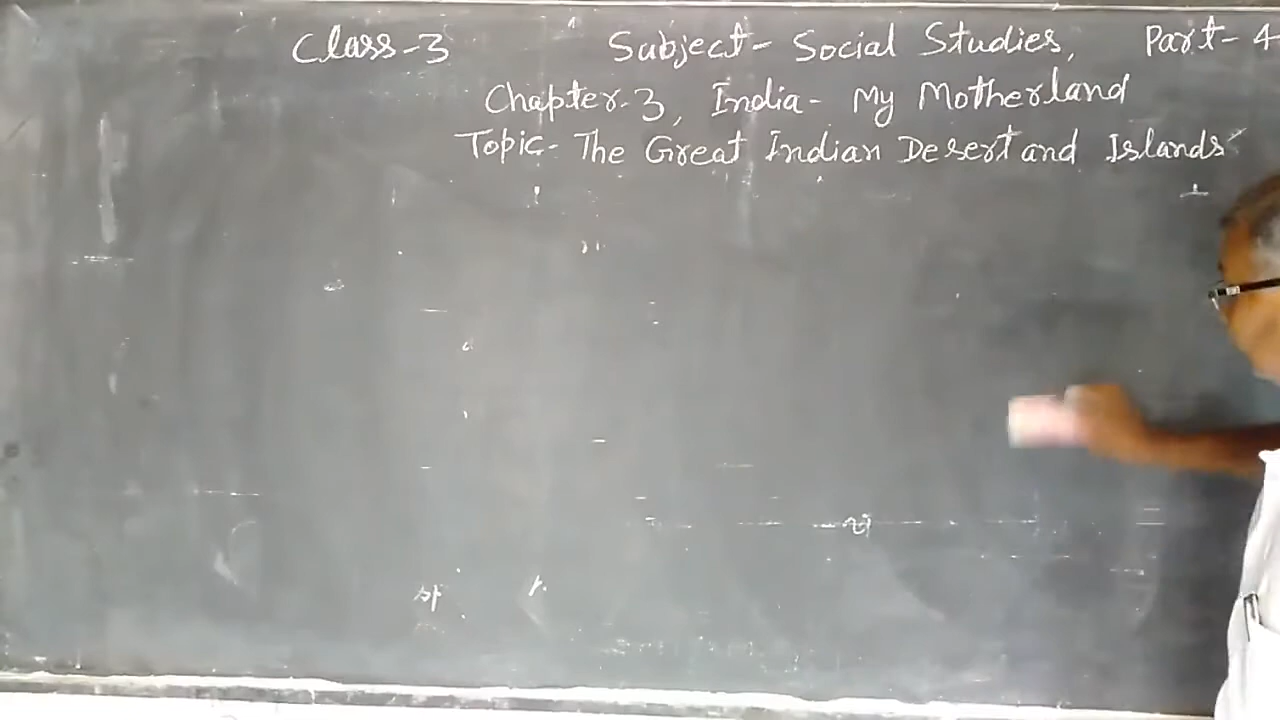 Class-3 Subject- Social Studies, Part-4
Chapter-3, India- My Motherland
Topic- The Great Indian Desert and Islands